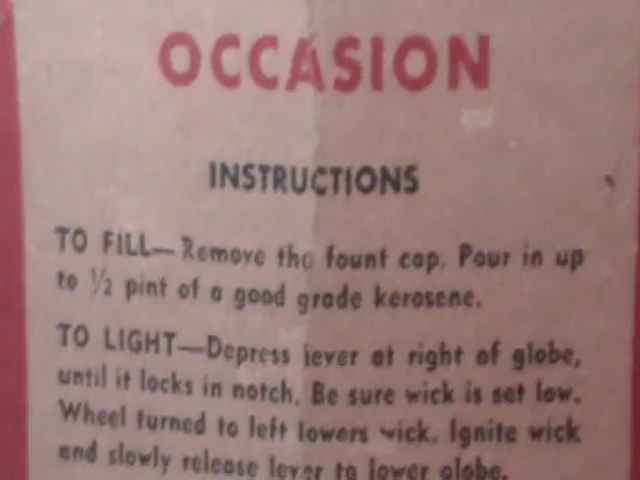 OCCASION
INSTRUCTIONS
TO FILL—Remove the fount cap. Pour in up
to ½ pint of a good grade kerosene.
TO LIGHT—Depress lever at right of globe,
until it locks in notch. Be sure wick is set low.
Wheel turned to left lowers wick. Ignite wick
and slowly release lever to lower globe.